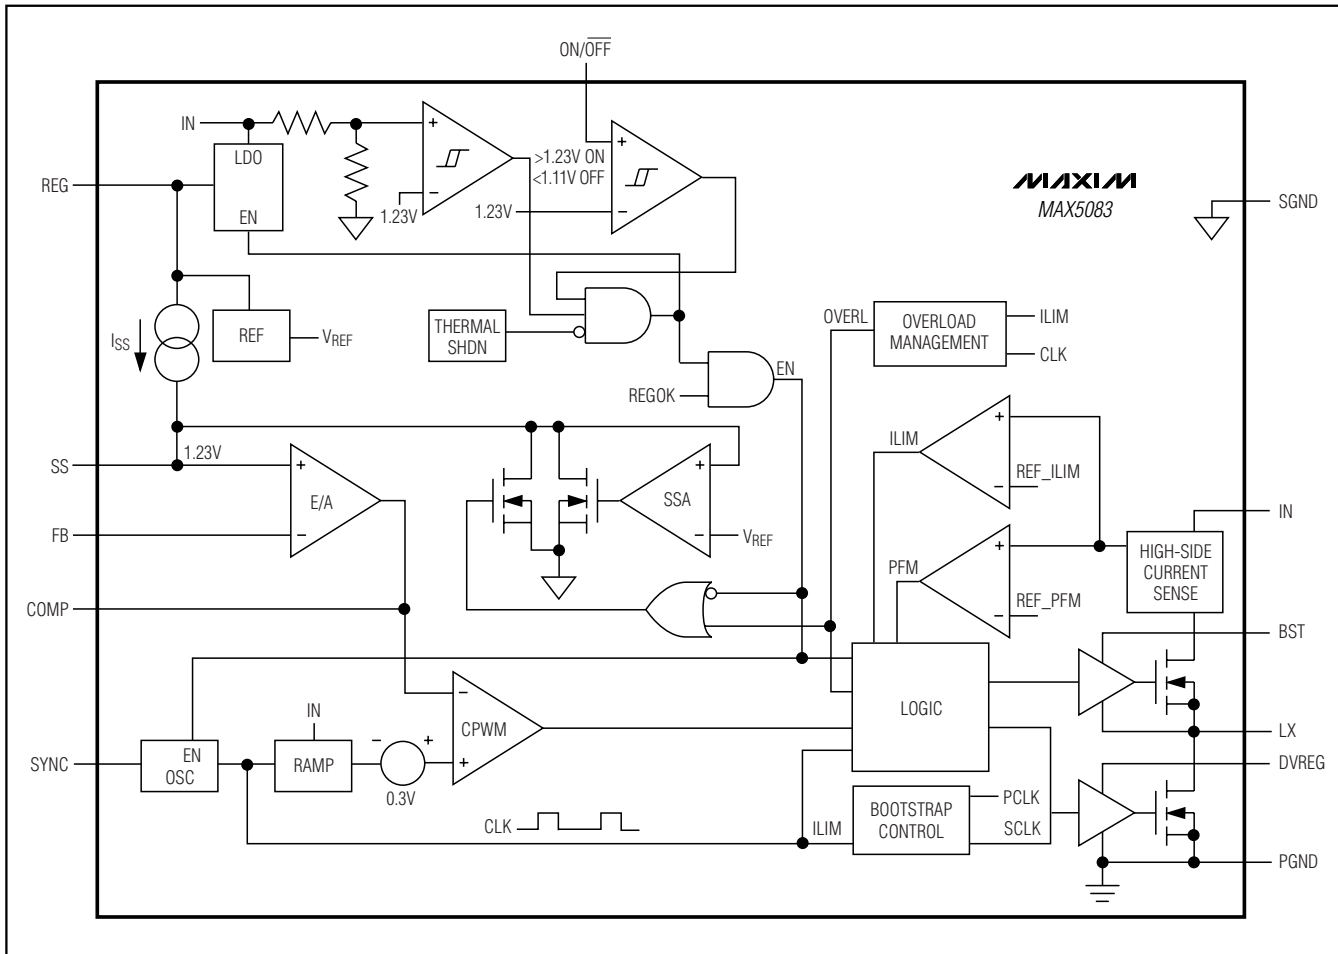 ON/OFF
IN
LDO
EN
REG
1.23V
>1.23V ON
<1.11V OFF
1.23V
MAXIM
MAX5083
SGND
ISS
REF
VREF
THERMAL
SHDN
OVERL
OVERLOAD
MANAGEMENT
ILIM
CLK
EN
REGOK
SS
1.23V
+
E/A
−
FB
SSA
VREF
ILIM
REF_ILIM
PFM
REF_PFM
IN
HIGH-SIDE
CURRENT
SENSE
COMP
BST
LOGIC
CPWM
LX
SYNC
EN
OSC
IN
RAMP
0.3V
DVREG
CLK
ILIM
BOOTSTRAP
CONTROL
PCLK
SCLK
PGND